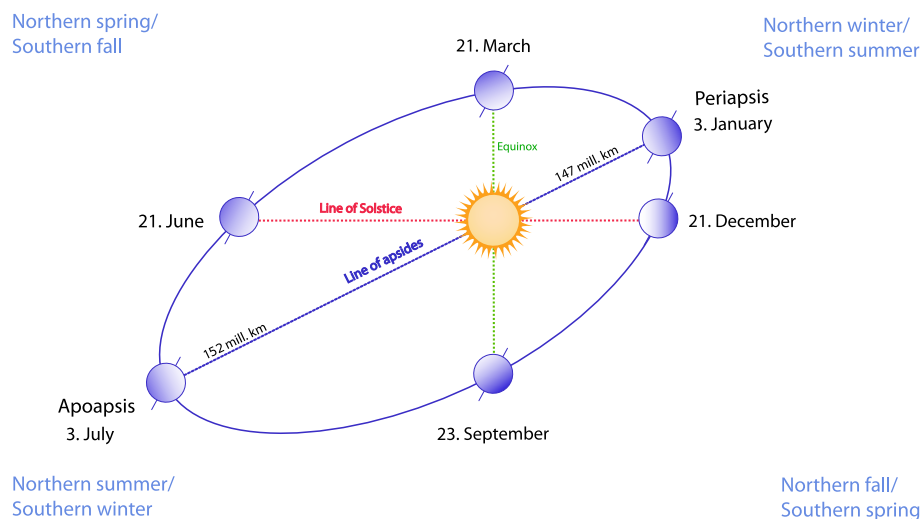 Northern spring/
Southern fall
Northern winter/
Southern summer
21. March
Periapsis
3. January
Equinox
147 mill. km
Line of Solstice
21. June
21. December
Line of apsides
152 mill. km
Apoapsis
3. July
23. September
Northern summer/
Southern winter
Northern fall/
Southern spring